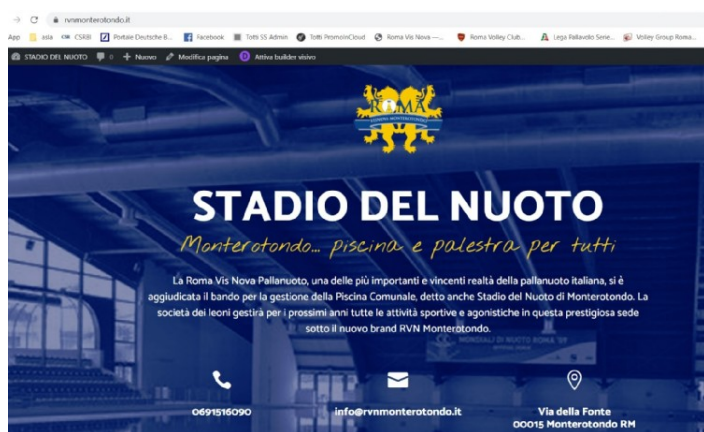 rvnmonterotondo.it
App asia CSRBI Portale Deutsche B... Facebook Totti SS Admin Totti PromoInCloud Roma Vis Nova —... Roma Volley Club... Lega Pallavolo Serie... Volley Group Roma...
STADIO DEL NUOTO 0 + Nuovo Modifica pagina Attiva builder visivo
ROMA
STADIO DEL NUOTO
Monterotondo... piscina e palestra per tutti
La Roma Vis Nova Pallanuoto, una delle più importanti e vincenti realtà della pallanuoto italiana, si è
aggiudicata il bando per la gestione della Piscina Comunale, detto anche Stadio del Nuoto di Monterotondo. La
società dei leoni gestirà per i prossimi anni tutte le attività sportive e agonistiche in questa prestigiosa sede
sotto il nuovo brand RVN Monterotondo.
MONDIALI DI NUOTO ROMA '09
0691516090
info@rvnmonterotondo.it
Via della Fonte
00015 Monterotondo RM